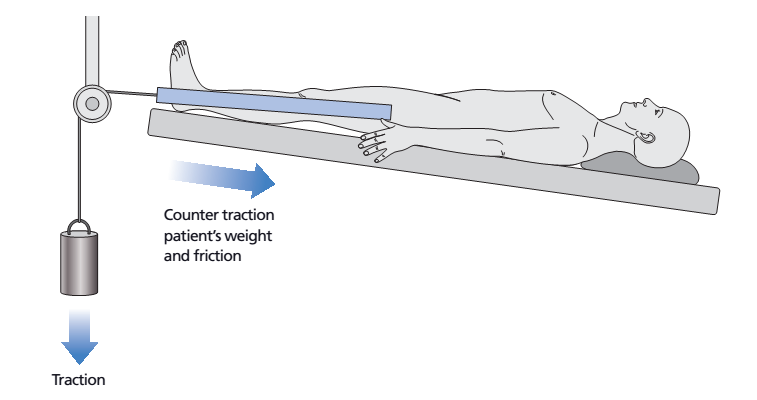 Counter traction
patient's weight
and friction
Traction